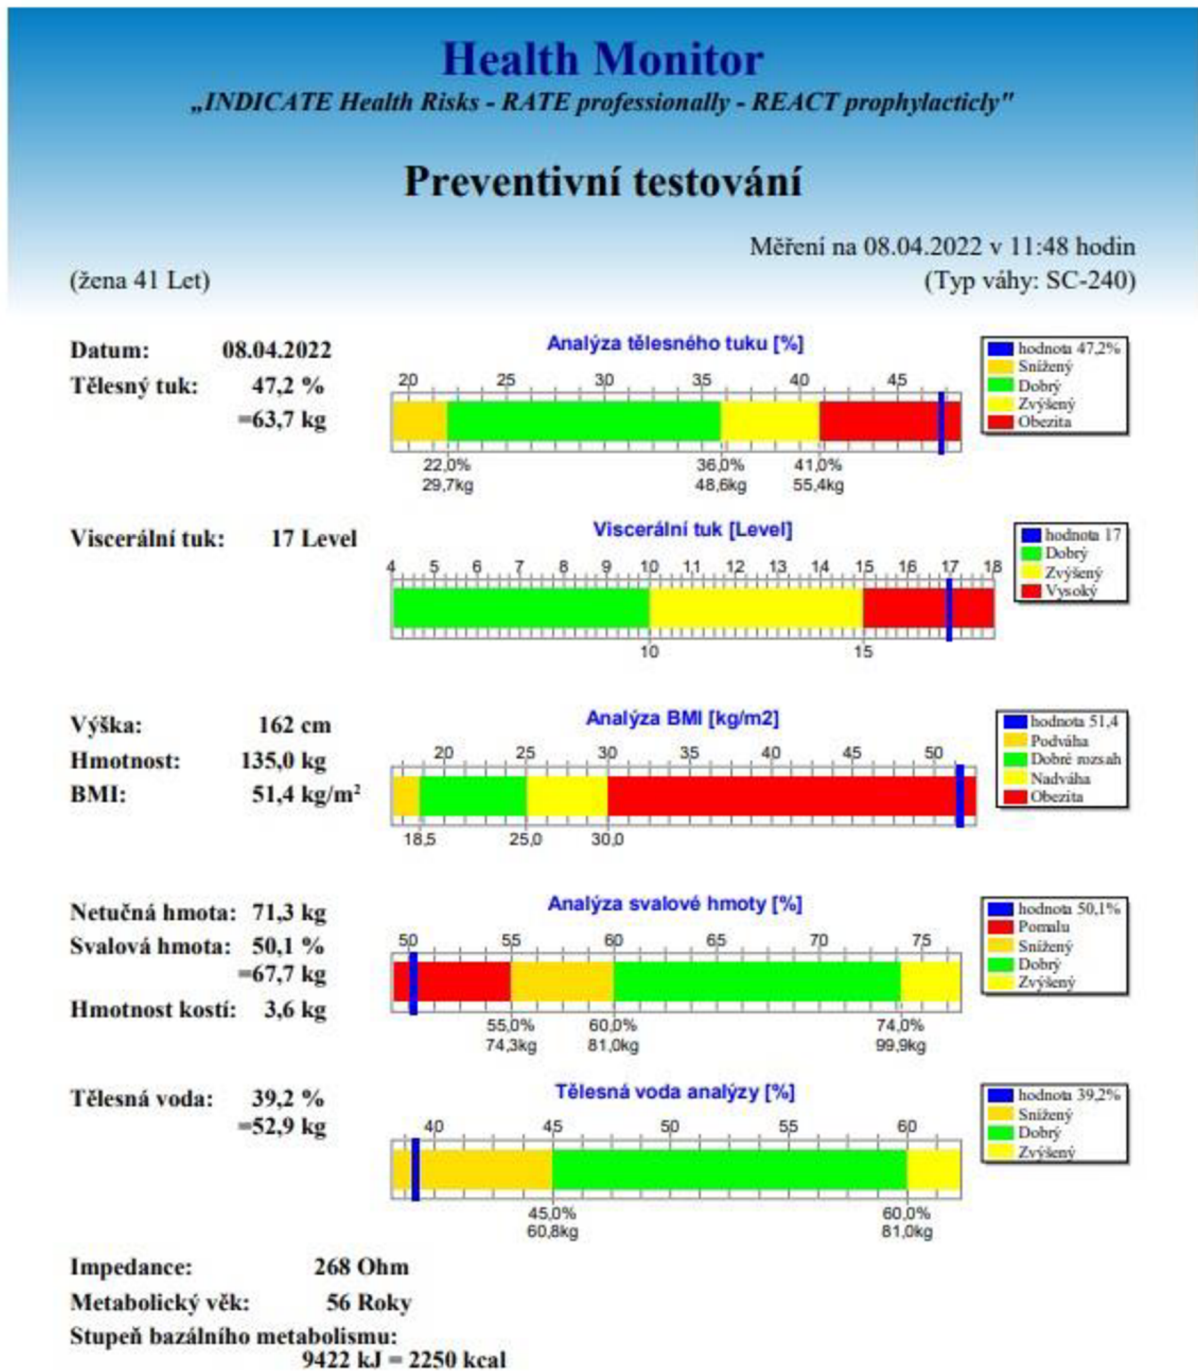 Health Monitor
„INDICATE Health Risks - RATE professionally - REACT prophylacticly"
Preventivní testování
Měření na 08.04.2022 v 11:48 hodin
(žena 41 Let)
(Typ váhy: SC-240)
Datum: 08.04.2022
Tělesný tuk: 47,2 %
=63,7 kg
Analýza tělesného tuku [%]
20 25 30 35 40 45
22.0% 36.0% 41.0%
29.7kg 48,6kg 55,4kg
hodnota 47,2%
Snížený
Dobrý
Zvýšený
Obezita
Viscerální tuk: 17 Level
Viscerální tuk [Level]
4 5 6 7 8 9 10 11 12 13 14 15 16 17 18
10 15
hodnota 17
Dobrý
Zvýšený
Vysoký
Výška: 162 cm
Hmotnost: 135,0 kg
BMI: 51,4 kg/m²
Analýza BMI [kg/m2]
20 25 30 35 40 45 50
18,5 25,0 30,0
hodnota 51,4
Podváha
Dobré rozsah
Nadváha
Obezita
Netučná hmota: 71,3 kg
Svalová hmota: 50,1 %
=67,7 kg
Hmotnost kostí: 3,6 kg
Analýza svalové hmoty [%]
50 55 60 65 70 75
55,0% 60,0% 74,0%
74,3kg 81,0kg 99,9kg
hodnota 50,1%
Pomalu
Snížený
Dobrý
Zvýšený
Tělesná voda: 39,2 %
=52,9 kg
Tělesná voda analýzy [%]
40 45 50 55 60
45,0% 60,0%
60,8kg 81,0kg
hodnota 39,2%
Snížený
Dobrý
Zvýšený
Impedance: 268 Ohm
Metabolický věk: 56 Roky
Stupeň bazálního metabolismu:
9422 kJ = 2250 kcal